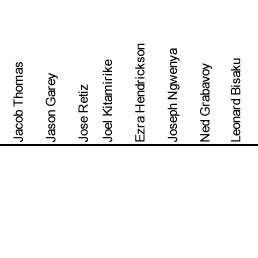 Jacob Thomas
Jason Garey
Jose Retiz
Joel Kitamirike
Ezra Hendrickson
Joseph Ngwenya
Ned Grabavoy
Leonard Bisaku